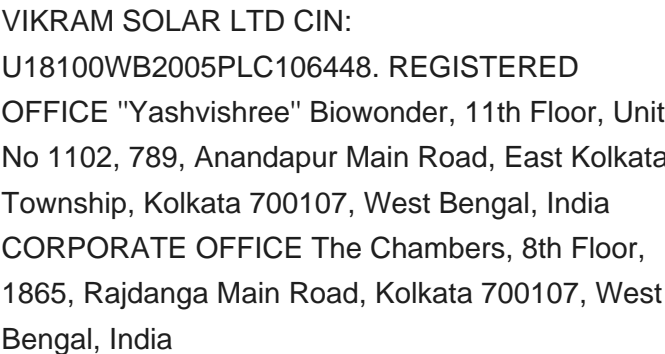 VIKRAM SOLAR LTD CIN:
U18100WB2005PLC106448. REGISTERED
OFFICE "Yashvishree" Biowonder, 11th Floor, Unit
No 1102, 789, Anandapur Main Road, East Kolkata
Township, Kolkata 700107, West Bengal, India
CORPORATE OFFICE The Chambers, 8th Floor,
1865, Rajdanga Main Road, Kolkata 700107, West
Bengal, India